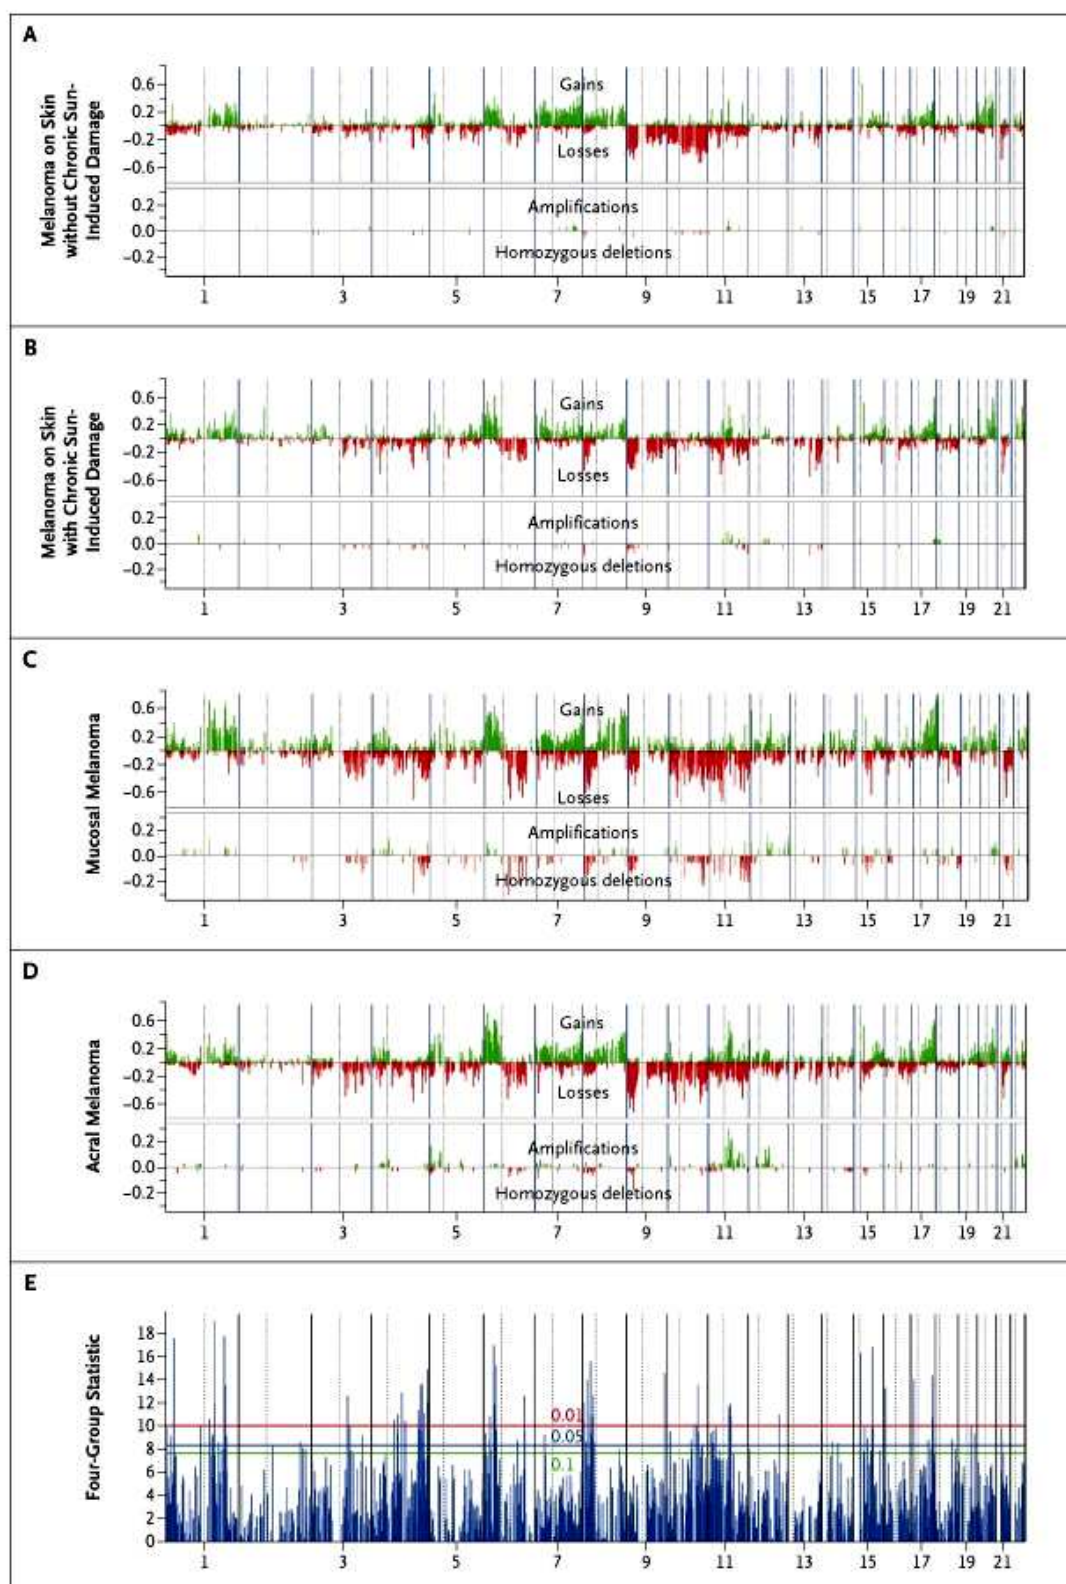 A
Melanoma on Skin
without Chronic Sun-
Induced Damage
0.6
0.2
−0.2
−0.6
Gains
Losses
0.2
0.0
−0.2
Amplifications
Homozygous deletions
1 3 5 7 9 11 13 15 17 19 21
B
Melanoma on Skin
with Chronic Sun-
Induced Damage
0.6
0.2
−0.2
−0.6
Gains
Losses
0.2
0.0
−0.2
Amplifications
Homozygous deletions
1 3 5 7 9 11 13 15 17 19 21
C
Mucosal Melanoma
0.6
0.2
−0.2
−0.6
Gains
Losses
0.2
0.0
−0.2
Amplifications
Homozygous deletions
1 3 5 7 9 11 13 15 17 19 21
D
Acral Melanoma
0.6
0.2
−0.2
−0.6
Gains
Losses
0.2
0.0
−0.2
Amplifications
Homozygous deletions
1 3 5 7 9 11 13 15 17 19 21
E
Four-Group Statistic
18
16
14
12
10
8
6
4
2
0
0.01
0.05
0.1
1 3 5 7 9 11 13 15 17 19 21